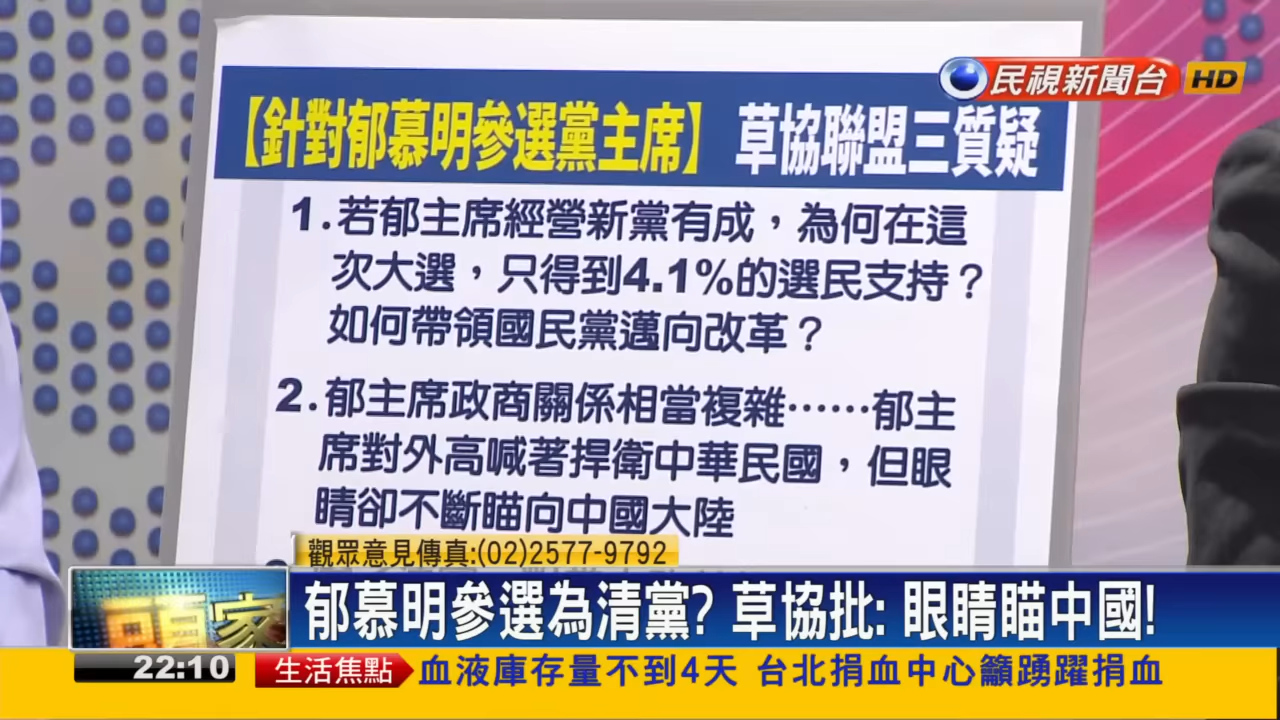 民視新聞台 HD
【針對郁慕明參選黨主席】 草協聯盟三質疑
1.若郁主席經營新黨有成，為何在這
次大選，只得到4.1%的選民支持？
如何帶領國民黨邁向改革？
2.郁主席政商關係相當複雜……郁主
席對外高喊著捍衛中華民國，但眼
睛卻不斷瞄向中國大陸
觀眾意見傳真:(02)2577-9792
頭家
郁慕明參選為清黨? 草協批: 眼睛瞄中國!
22:10 生活焦點 血液庫存量不到4天 台北捐血中心籲踴躍捐血